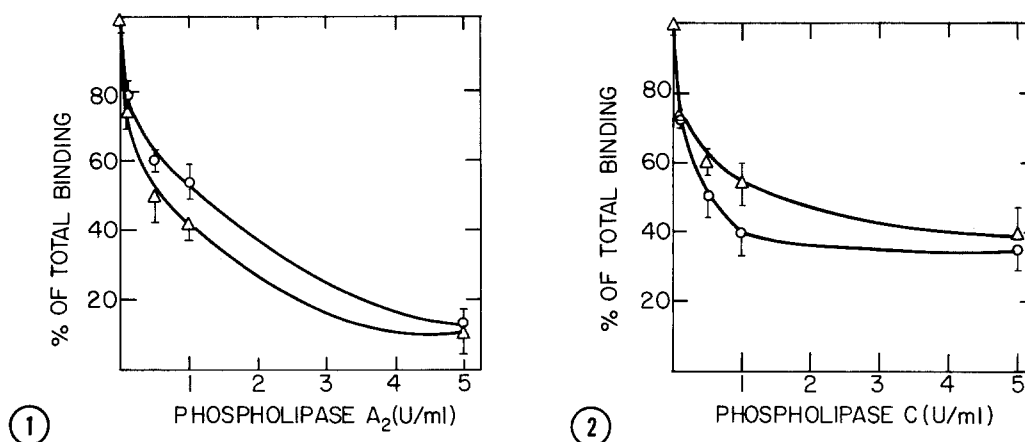 % OF TOTAL BINDING
80
60
40
20
1 2 3 4 5
PHOSPHOLIPASE A₂(U/ml)
1
% OF TOTAL BINDING
80
60
40
20
1 2 3 4 5
PHOSPHOLIPASE C(U/ml)
2